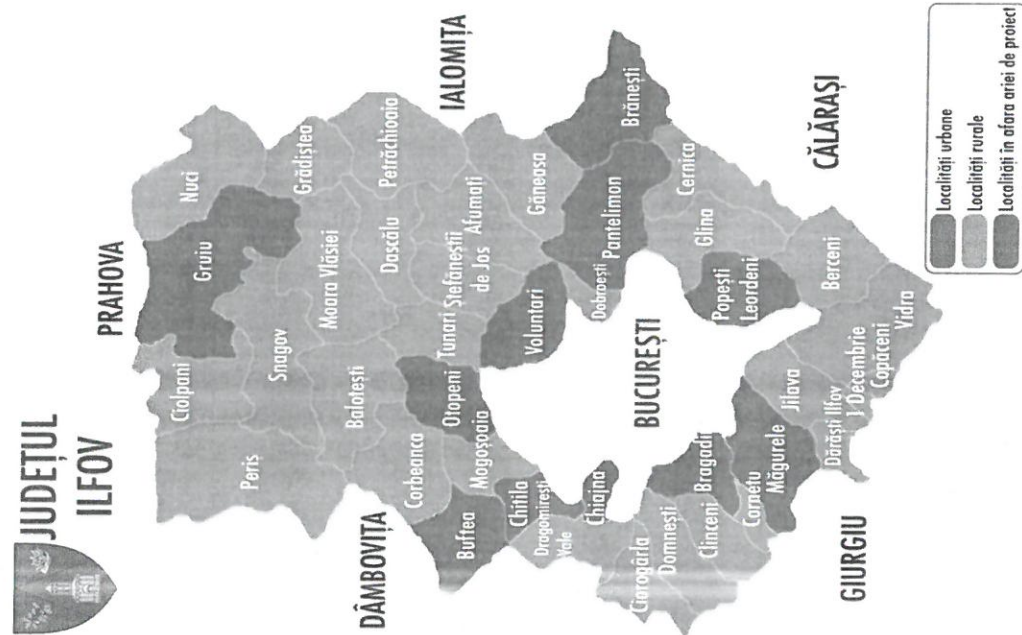 JUDEȚUL
ILFOV
PRAHOVA
IALOMIȚA
CĂLĂRAȘI
GIURGIU
DÂMBOVIȚA
BUCUREȘTI
Nuci
Gruiu
Ciolpani
Periș
Snagov
Grădiștea
Moara Vlăsiei
Petrăchioaia
Dascălu
Balotești
Corbeanca
Otopeni
Tunari
Ștefăneștii
de Jos
Afumați
Găneasa
Brănești
Pantelimon
Voluntari
Dobroești
Mogoșoaia
Buftea
Chitila
Dragomirești
Vale
Chiajna
Cernica
Glina
Popești
Leordeni
Berceni
Vidra
Copăceni
1 Decembrie
Jilava
Dărăști Ilfov
Măgurele
Bragadiru
Cornetu
Clinceni
Domnești
Ciorogârla
Localități urbane
Localități rurale
Localități în afara ariei de proiect